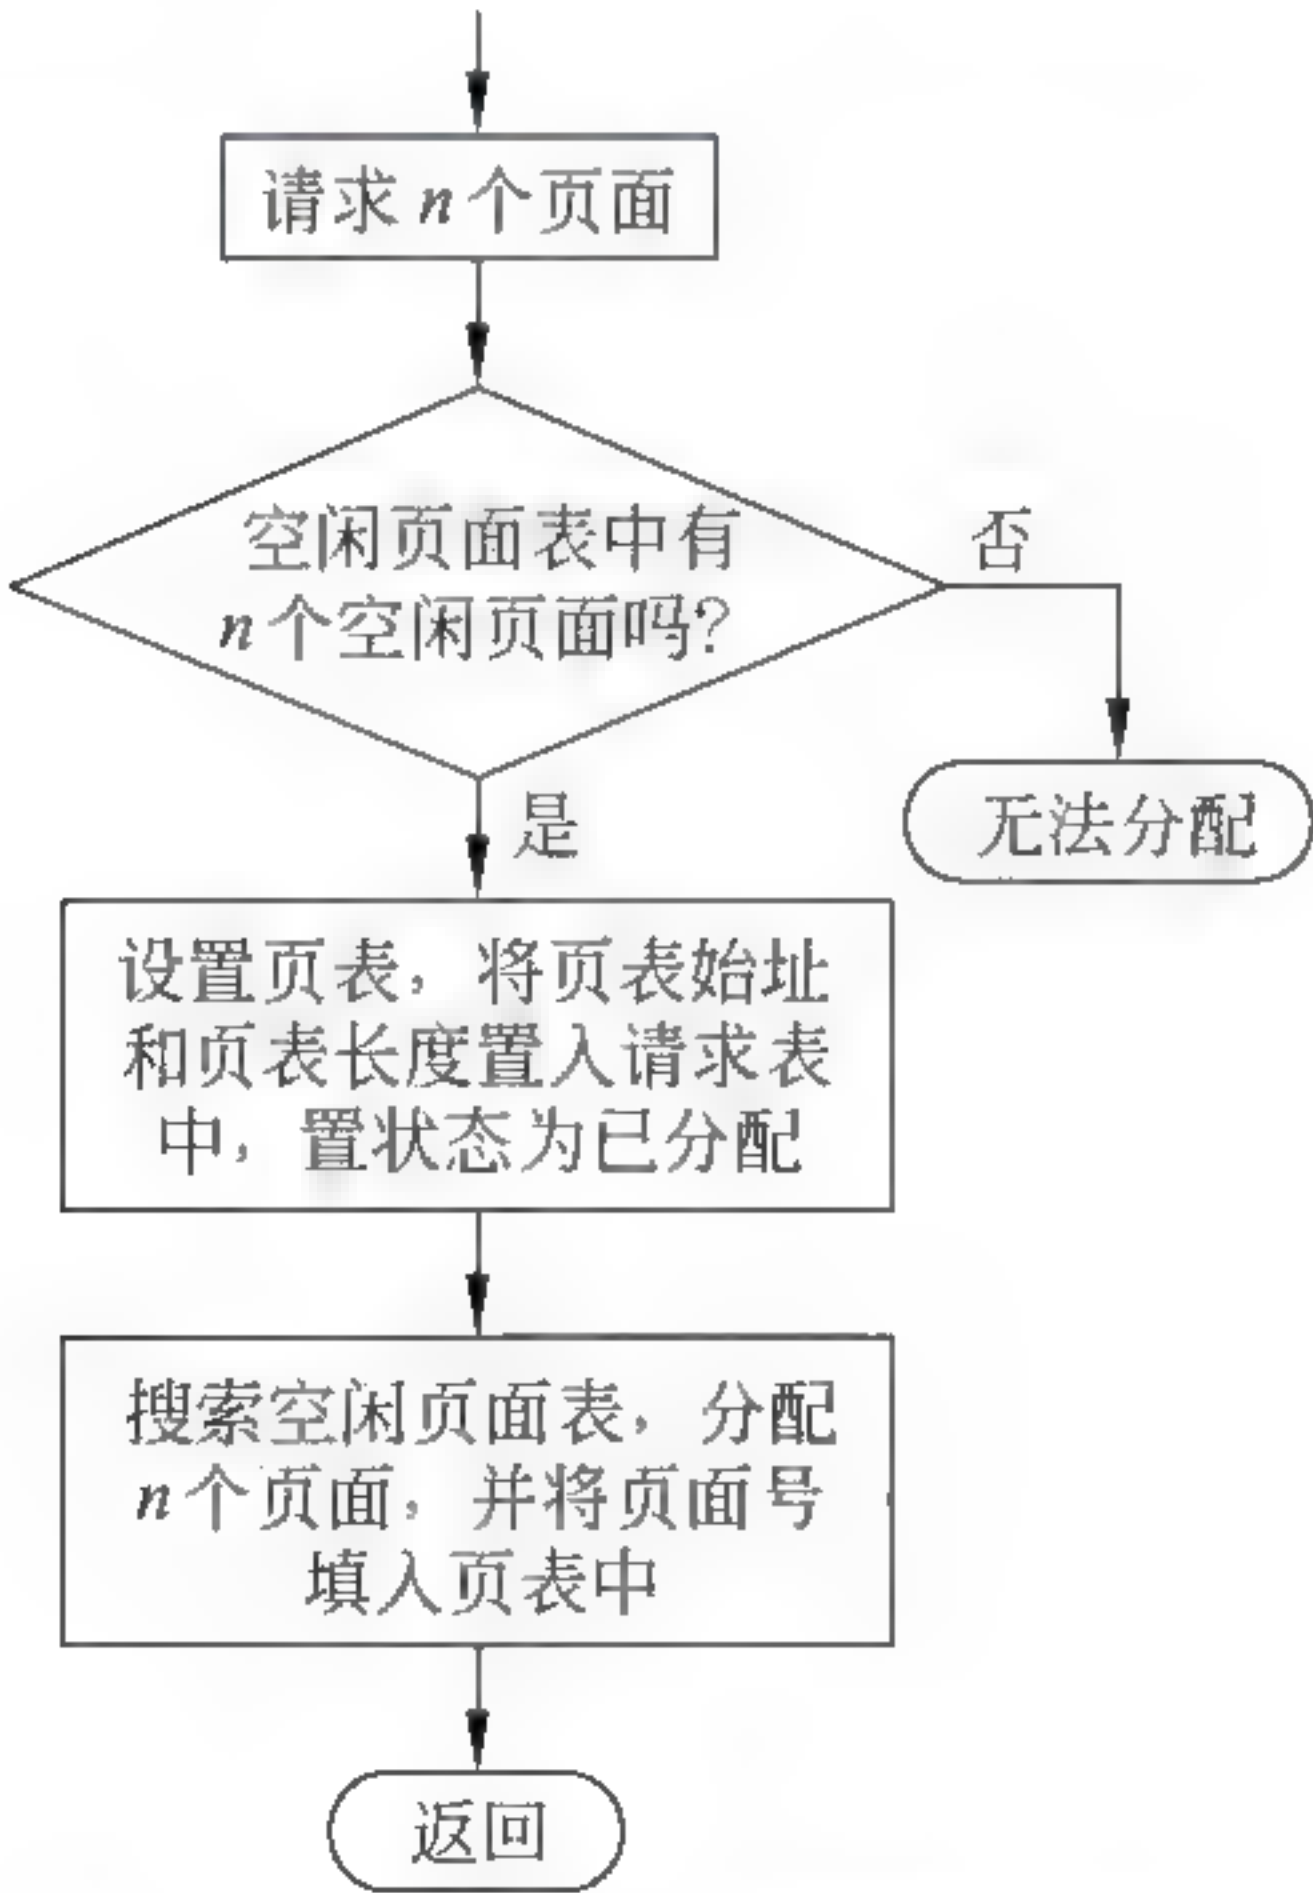 请求n个页面
空闲页面表中有
n个空闲页面吗?
否
是
无法分配
设置页表，将页表始址
和页表长度置入请求表
中，置状态为已分配
搜索空闲页面表，分配
n个页面，并将页面号
填入页表中
返回